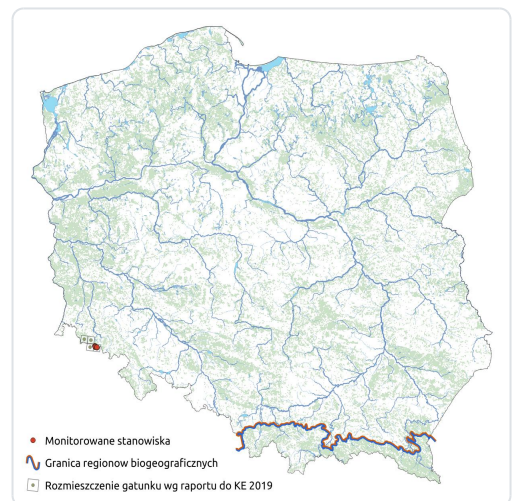 Monitorowane stanowiska
Granica regionow biogeograficznych
Rozmieszczenie gatunku wg raportu do KE 2019